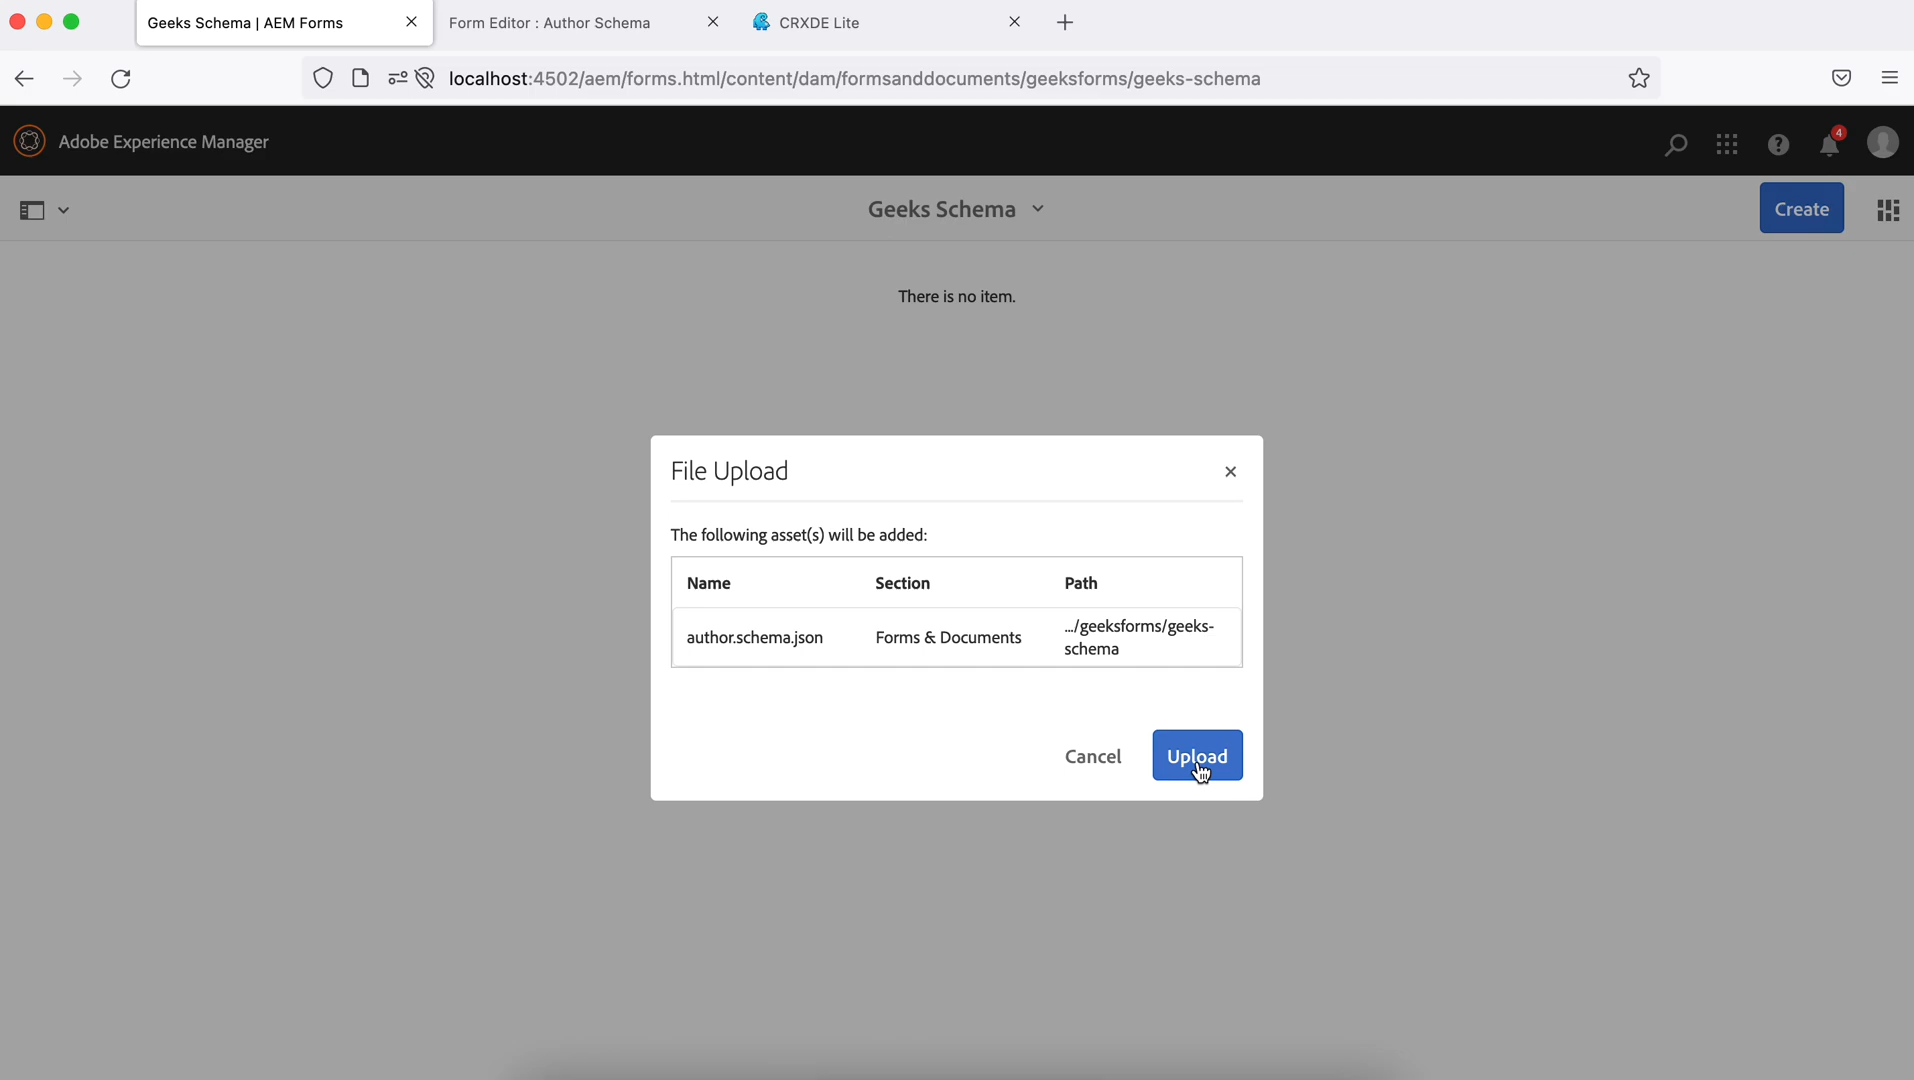 Geeks Schema | AEM Forms
Form Editor : Author Schema
CRXDE Lite
localhost:4502/aem/forms.html/content/dam/formsanddocuments/geeksforms/geeks-schema
Adobe Experience Manager
4
Geeks Schema
Create
There is no item.
File Upload
The following asset(s) will be added:
Name Section Path
author.schema.json Forms & Documents .../geeksforms/geeks-
schema
Cancel Upload